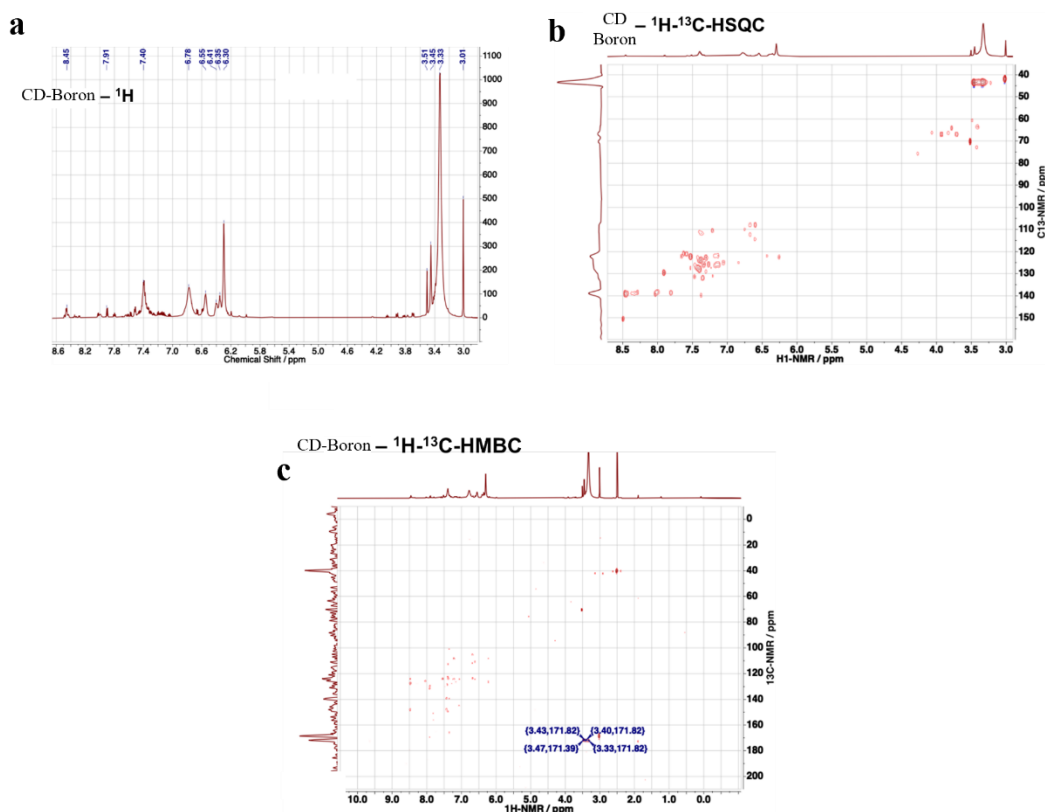 a
8.45 7.91 7.40 6.78 6.55 6.41 6.35 6.30 3.51 3.45 3.33 3.01
CD-Boron – ¹H
1100
1000
900
800
700
600
500
400
300
200
100
0
8.6 8.2 7.8 7.4 7.0 6.6 6.2 5.8 5.4 5.0 4.6 4.2 3.8 3.4 3.0
Chemical Shift / ppm
b
CD – ¹H-¹³C-HSQC
Boron
40
50
60
70
80
90
100
110
120
130
140
150
C13-NMR / ppm
8.5 8.0 7.5 7.0 6.5 6.0 5.5 5.0 4.5 4.0 3.5 3.0
H1-NMR / ppm
CD-Boron – ¹H-¹³C-HMBC
c
0
20
40
60
80
100
120
140
160
180
200
13C-NMR / ppm
{3.43,171.82} {3.40,171.82}
{3.47,171.39} {3.33,171.82}
10.0 9.0 8.0 7.0 6.0 5.0 4.0 3.0 2.0 1.0 0.0
1H-NMR / ppm